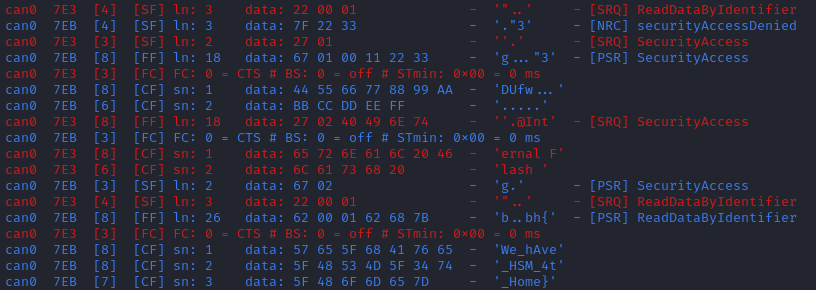 can0 7E3 [4] [SF] ln: 3 data: 22 00 01 - '"..' - [SRQ] ReadDataByIdentifier
can0 7EB [4] [SF] ln: 3 data: 7F 22 33 - '."3' - [NRC] securityAccessDenied
can0 7E3 [3] [SF] ln: 2 data: 27 01 - ''.' - [SRQ] SecurityAccess
can0 7EB [8] [FF] ln: 18 data: 67 01 00 11 22 33 - 'g..."3' - [PSR] SecurityAccess
can0 7E3 [3] [FC] FC: 0 = CTS # BS: 0 = off # STmin: 0x00 = 0 ms
can0 7EB [8] [CF] sn: 1 data: 44 55 66 77 88 99 AA - 'DUfw...'
can0 7EB [6] [CF] sn: 2 data: BB CC DD EE FF - '.....'
can0 7E3 [8] [FF] ln: 18 data: 27 02 40 49 6E 74 - ''.@Int' - [SRQ] SecurityAccess
can0 7EB [3] [FC] FC: 0 = CTS # BS: 0 = off # STmin: 0x00 = 0 ms
can0 7E3 [8] [CF] sn: 1 data: 65 72 6E 61 6C 20 46 - 'ernal F'
can0 7E3 [6] [CF] sn: 2 data: 6C 61 73 68 20 - 'lash '
can0 7EB [3] [SF] ln: 2 data: 67 02 - 'g.' - [PSR] SecurityAccess
can0 7E3 [4] [SF] ln: 3 data: 22 00 01 - '"..' - [SRQ] ReadDataByIdentifier
can0 7EB [8] [FF] ln: 26 data: 62 00 01 62 68 7B - 'b..bh{' - [PSR] ReadDataByIdentifier
can0 7E3 [3] [FC] FC: 0 = CTS # BS: 0 = off # STmin: 0x00 = 0 ms
can0 7EB [8] [CF] sn: 1 data: 57 65 5F 68 41 76 65 - 'We_hAve'
can0 7EB [8] [CF] sn: 2 data: 5F 48 53 4D 5F 34 74 - '_HSM_4t'
can0 7EB [7] [CF] sn: 3 data: 5F 48 6F 6D 65 7D - '_Home}'